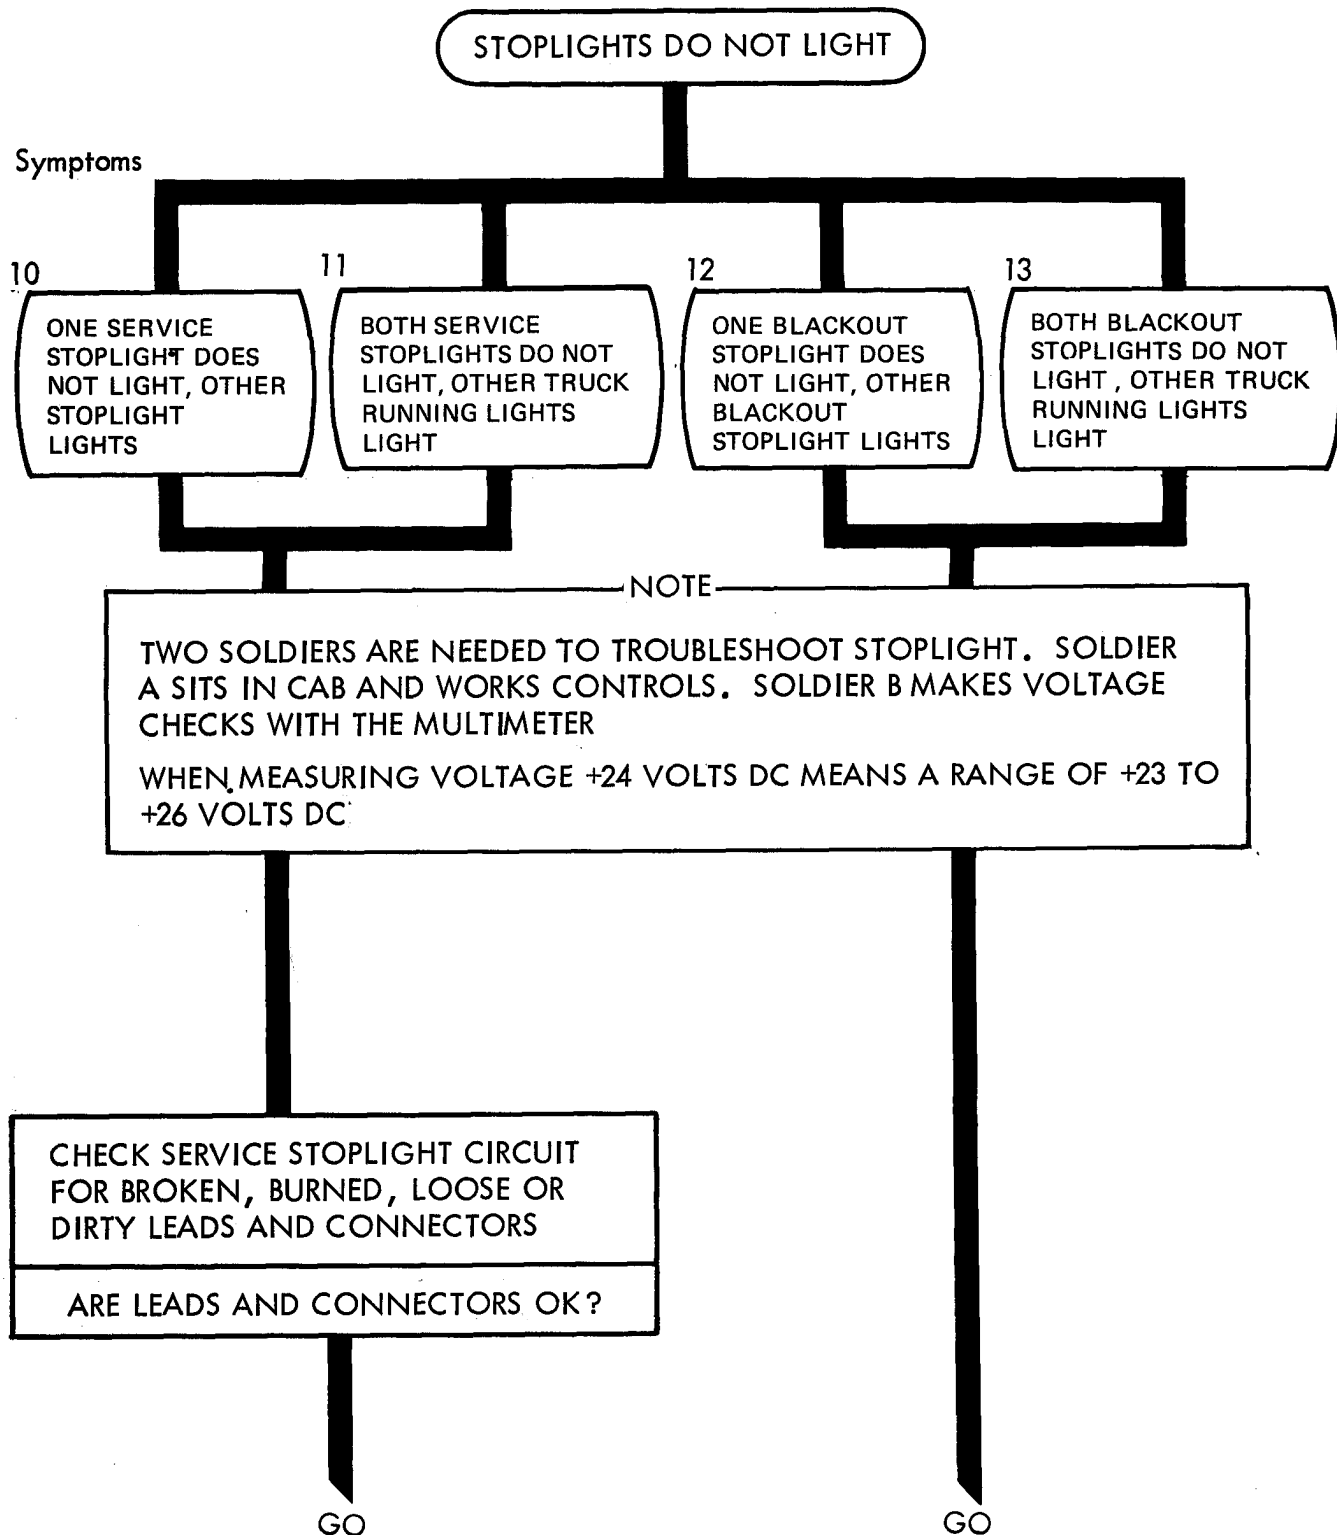 STOPLIGHTS DO NOT LIGHT
Symptoms
10
ONE SERVICE
STOPLIGHT DOES
NOT LIGHT, OTHER
STOPLIGHT
LIGHTS
11
BOTH SERVICE
STOPLIGHTS DO NOT
LIGHT, OTHER TRUCK
RUNNING LIGHTS
LIGHT
12
ONE BLACKOUT
STOPLIGHT DOES
NOT LIGHT, OTHER
BLACKOUT
STOPLIGHT LIGHTS
13
BOTH BLACKOUT
STOPLIGHTS DO NOT
LIGHT, OTHER TRUCK
RUNNING LIGHTS
LIGHT
NOTE
TWO SOLDIERS ARE NEEDED TO TROUBLESHOOT STOPLIGHT. SOLDIER
A SITS IN CAB AND WORKS CONTROLS. SOLDIER B MAKES VOLTAGE
CHECKS WITH THE MULTIMETER
WHEN MEASURING VOLTAGE +24 VOLTS DC MEANS A RANGE OF +23 TO
+26 VOLTS DC
CHECK SERVICE STOPLIGHT CIRCUIT
FOR BROKEN, BURNED, LOOSE OR
DIRTY LEADS AND CONNECTORS
ARE LEADS AND CONNECTORS OK?
GO
GO